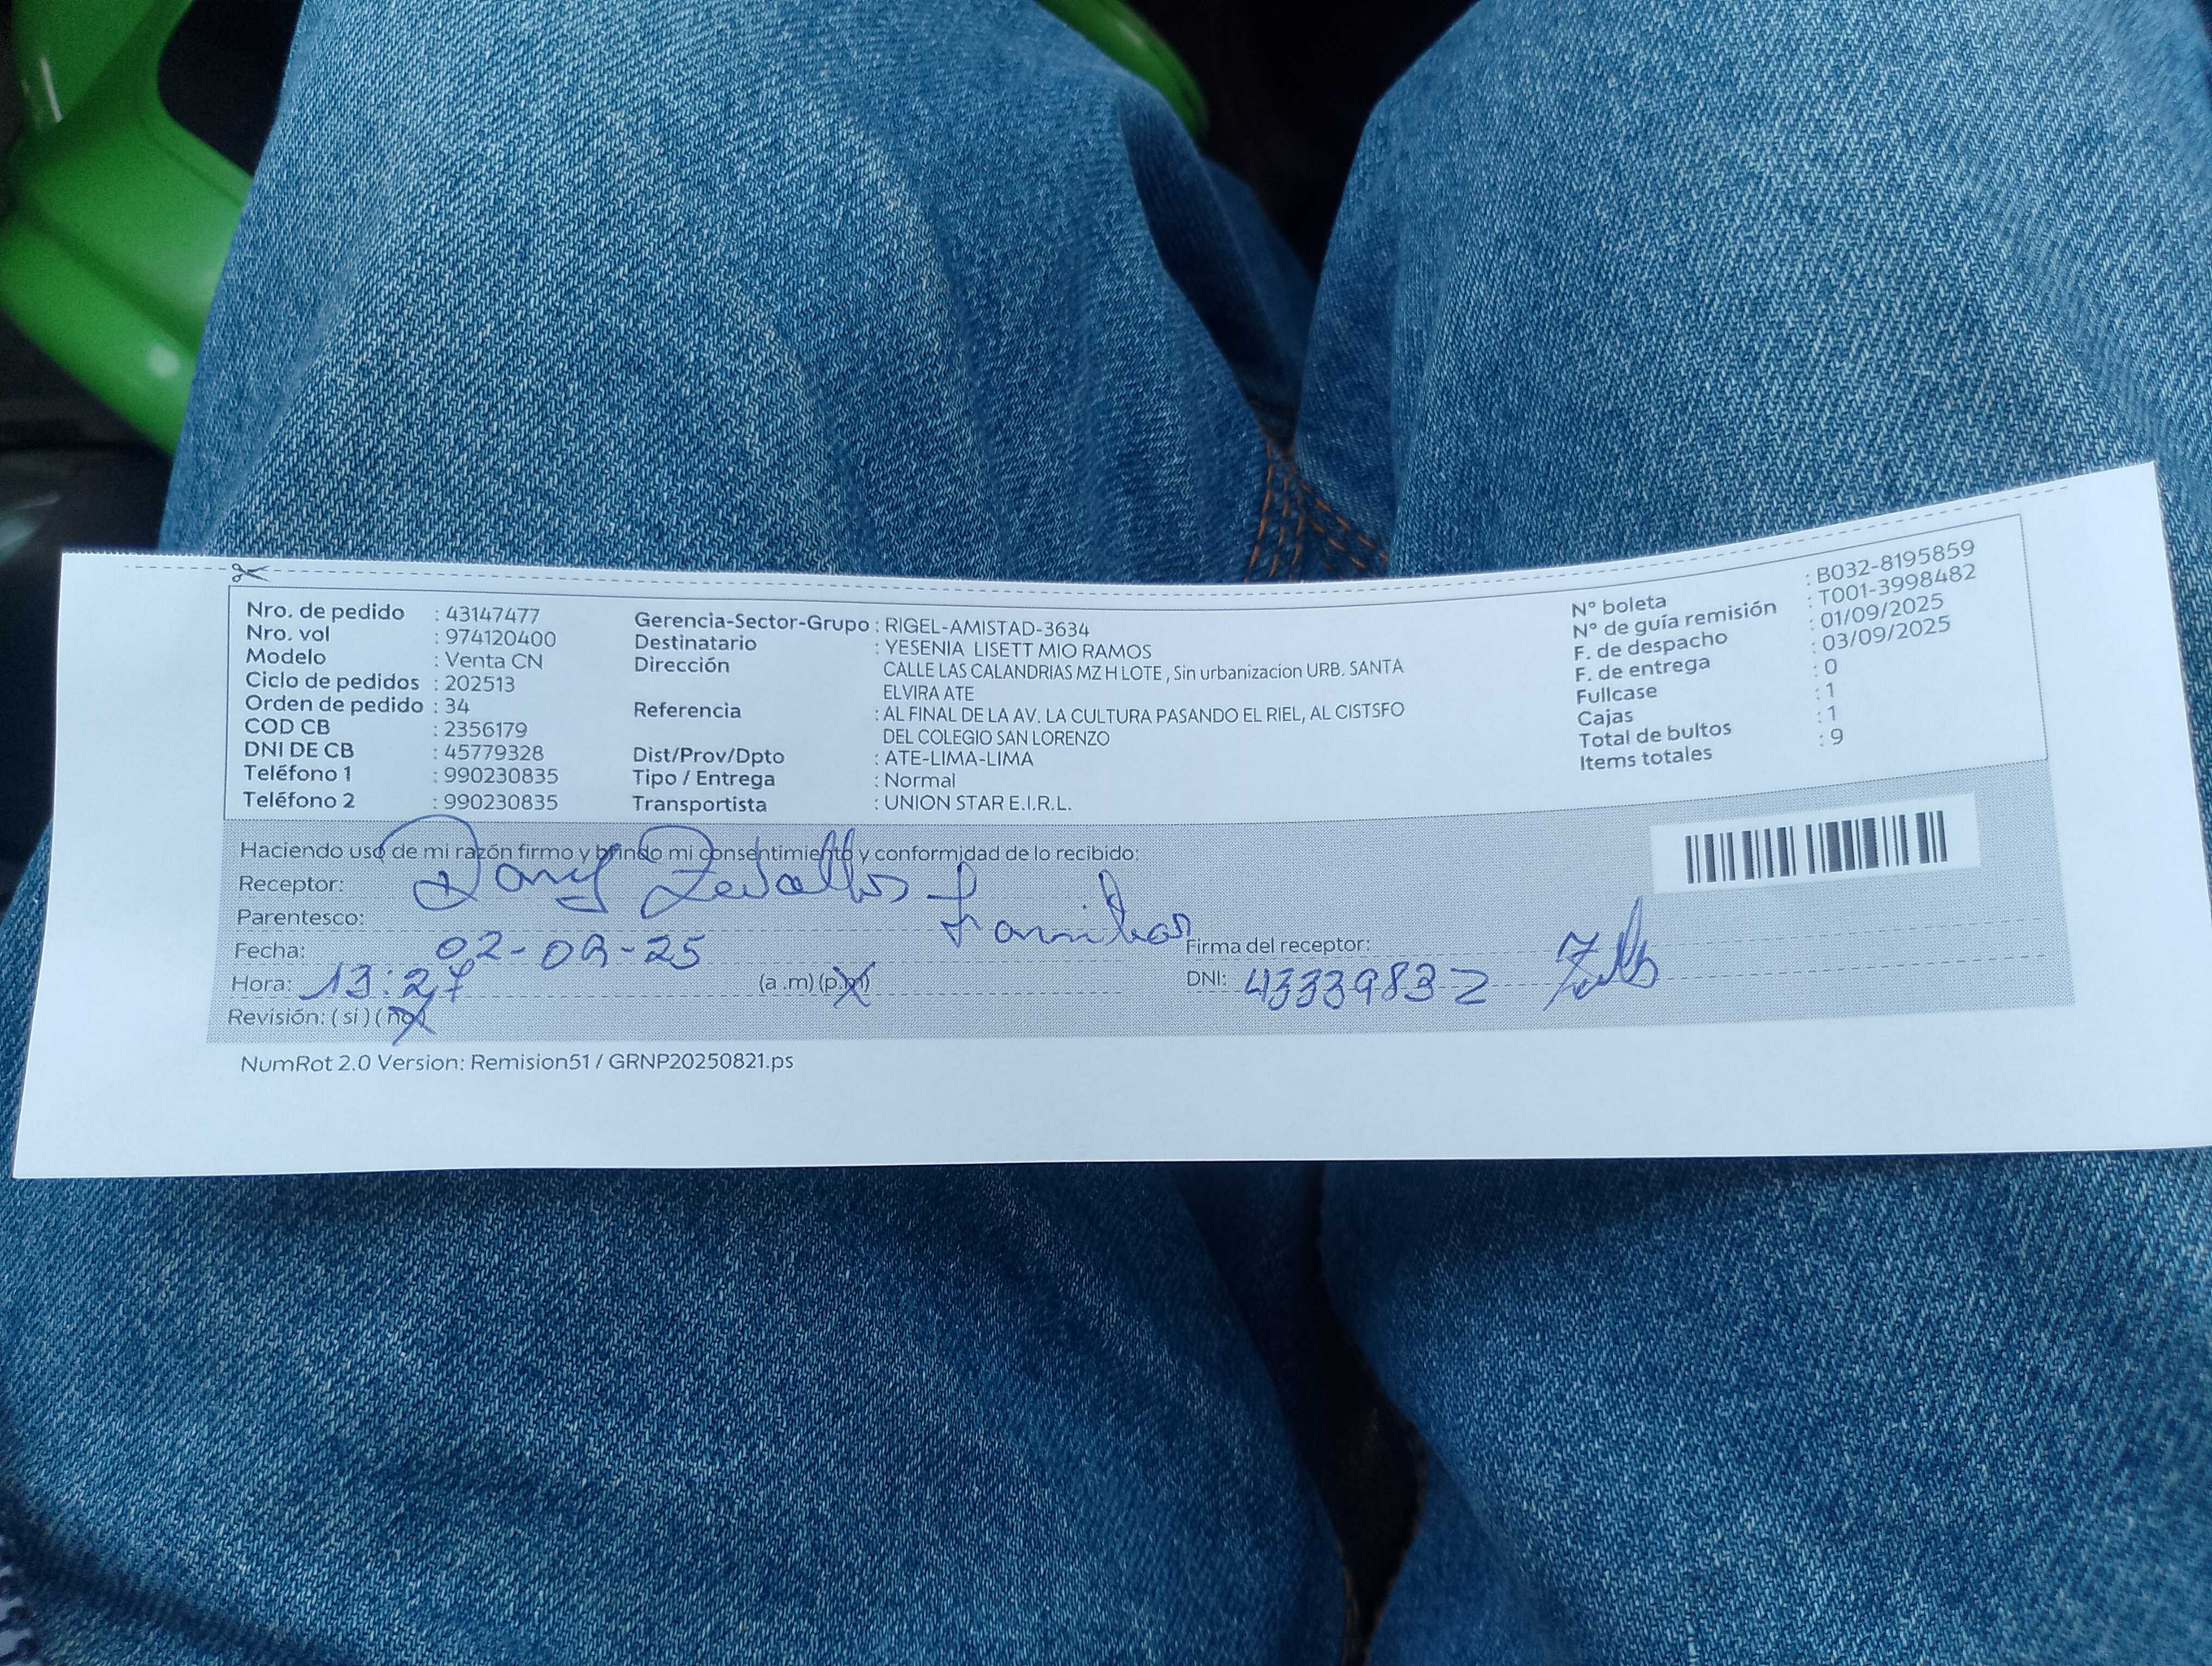 Nro. de pedido : 43147477
Nro. vol : 974120400
Modelo : Venta CN
Ciclo de pedidos : 202513
Orden de pedido : 34
COD CB : 2356179
DNI DE CB : 45779328
Teléfono 1 : 990230835
Teléfono 2 : 990230835
Gerencia-Sector-Grupo : RIGEL-AMISTAD-3634
Destinatario : YESENIA LISETT MIO RAMOS
Dirección CALLE LAS CALANDRIAS MZ H LOTE , Sin urbanizacion URB. SANTA
ELVIRA ATE
Referencia : AL FINAL DE LA AV. LA CULTURA PASANDO EL RIEL, AL CISTSFO
DEL COLEGIO SAN LORENZO
Dist/Prov/Dpto : ATE-LIMA-LIMA
Tipo / Entrega : Normal
Transportista : UNION STAR E.I.R.L.
N° boleta : B032-8195859
N° de guía remisión : T001-3998482
F. de despacho : 01/09/2025
F. de entrega : 03/09/2025
Fullcase : 0
Cajas : 1
Total de bultos : 1
Items totales : 9
Haciendo uso de mi razón firmo y brindo mi consentimiento y conformidad de lo recibido:
Receptor: Dany Zevallos
Parentesco:
Fecha: 02-09-25
Firma del receptor:
Hora: 13:27 (a .m) (p.m)
DNI: 43339832
Revisión: ( si ) ( no )
NumRot 2.0 Version: Remision51 / GRNP20250821.ps